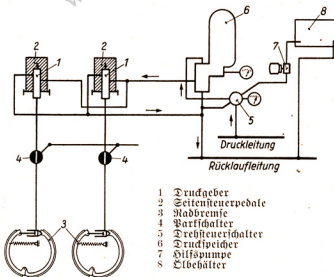 2
2
6
8
1
1
7
5
Druckleitung
4
4
Rücklaufleitung
3
1 Druckgeber
2 Seitensteuerpedale
3 Radbremse
4 Parkschalter
5 Drehsteuerschalter
6 Druckspeicher
7 Hilfspumpe
8 Ölbehälter